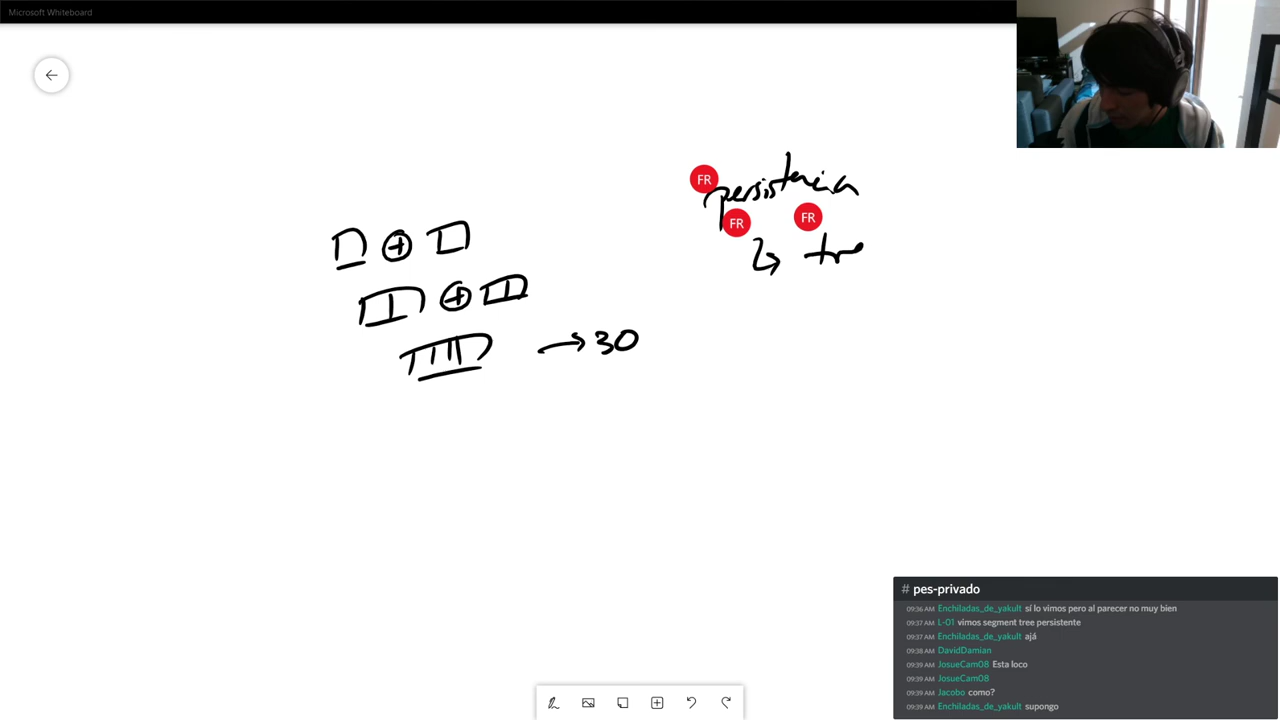 Microsoft Whiteboard
FR
persistencia
FR
FR
↳ tre
→ 30
# pes-privado
09:36 AM Enchiladas_de_yakult sí lo vimos pero al parecer no muy bien
09:37 AM L-01 vimos segment tree persistente
09:37 AM Enchiladas_de_yakult ajá
09:38 AM DavidDamian
09:39 AM JosueCam08 Esta loco
09:39 AM JosueCam08
09:39 AM Jacobo como?
09:39 AM Enchiladas_de_yakult supongo